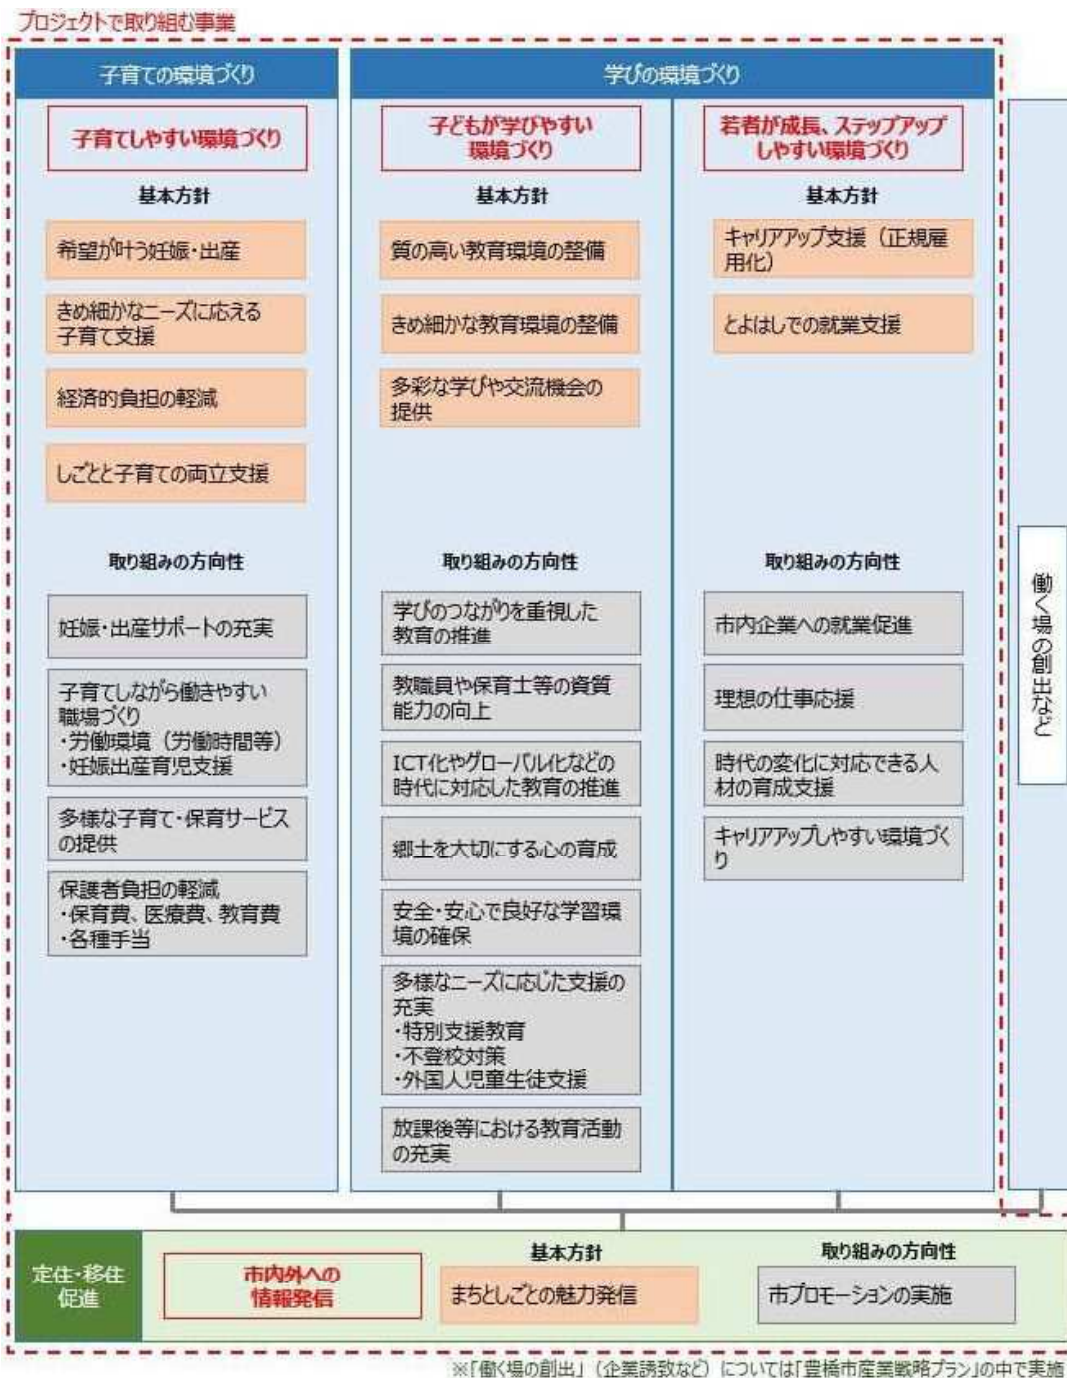 プロジェクトで取り組む事業
子育ての環境づくり
子育てしやすい環境づくり
基本方針
希望が叶う妊娠・出産
きめ細かなニーズに応える
子育て支援
経済的負担の軽減
しごとと子育ての両立支援
取り組みの方向性
妊娠・出産サポートの充実
子育てしながら働きやすい
職場づくり
・労働環境（労働時間等）
・妊娠出産育児支援
多様な子育て・保育サービス
の提供
保護者負担の軽減
・保育費、医療費、教育費
・各種手当
学びの環境づくり
子どもが学びやすい
環境づくり
基本方針
質の高い教育環境の整備
きめ細かな教育環境の整備
多彩な学びや交流機会の
提供
取り組みの方向性
学びのつながりを重視した
教育の推進
教職員や保育士等の資質
能力の向上
ICT化やグローバル化などの
時代に対応した教育の推進
郷土を大切にする心の育成
安全・安心で良好な学習環
境の確保
多様なニーズに応じた支援の
充実
・特別支援教育
・不登校対策
・外国人児童生徒支援
放課後等における教育活動
の充実
若者が成長、ステップアップ
しやすい環境づくり
基本方針
キャリアアップ支援（正規雇
用化）
とよはしでの就業支援
取り組みの方向性
市内企業への就業促進
理想の仕事応援
時代の変化に対応できる人
材の育成支援
キャリアアップしやすい環境づく
り
働く場の創出など
定住・移住
促進
市内外への
情報発信
基本方針
まちとしごとの魅力発信
取り組みの方向性
市プロモーションの実施
※「働く場の創出」（企業誘致など）については「豊橋市産業戦略プラン」の中で実施